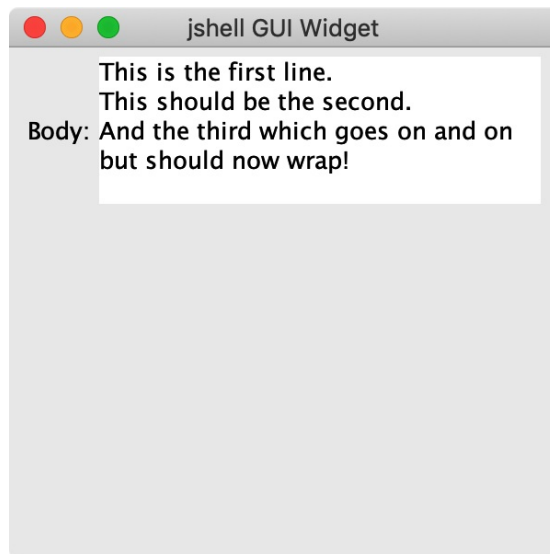 jshell GUI Widget
This is the first line.
This should be the second.
Body: And the third which goes on and on
but should now wrap!